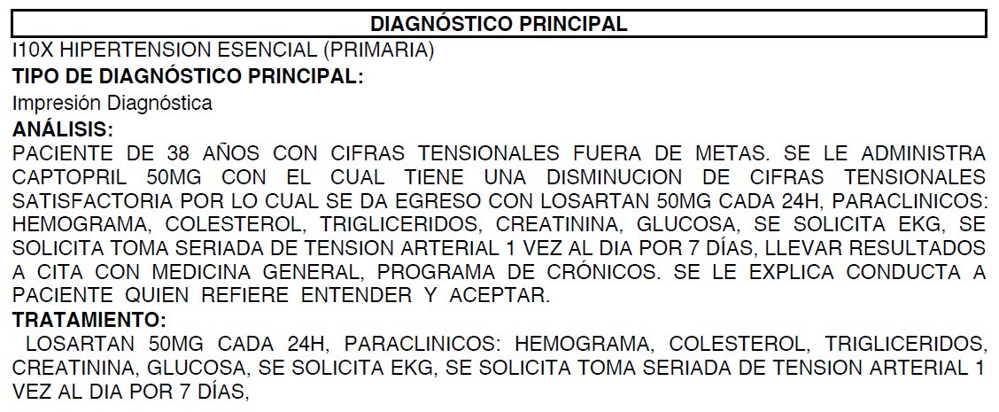 DIAGNÓSTICO PRINCIPAL
I10X HIPERTENSION ESENCIAL (PRIMARIA)
TIPO DE DIAGNÓSTICO PRINCIPAL:
Impresión Diagnóstica
ANÁLISIS:
PACIENTE DE 38 AÑOS CON CIFRAS TENSIONALES FUERA DE METAS. SE LE ADMINISTRA
CAPTOPRIL 50MG CON EL CUAL TIENE UNA DISMINUCION DE CIFRAS TENSIONALES
SATISFACTORIA POR LO CUAL SE DA EGRESO CON LOSARTAN 50MG CADA 24H, PARACLINICOS:
HEMOGRAMA, COLESTEROL, TRIGLICERIDOS, CREATININA, GLUCOSA, SE SOLICITA EKG, SE
SOLICITA TOMA SERIADA DE TENSION ARTERIAL 1 VEZ AL DIA POR 7 DÍAS, LLEVAR RESULTADOS
A CITA CON MEDICINA GENERAL, PROGRAMA DE CRÓNICOS. SE LE EXPLICA CONDUCTA A
PACIENTE QUIEN REFIERE ENTENDER Y ACEPTAR.
TRATAMIENTO:
LOSARTAN 50MG CADA 24H, PARACLINICOS: HEMOGRAMA, COLESTEROL, TRIGLICERIDOS,
CREATININA, GLUCOSA, SE SOLICITA EKG, SE SOLICITA TOMA SERIADA DE TENSION ARTERIAL 1
VEZ AL DIA POR 7 DÍAS,